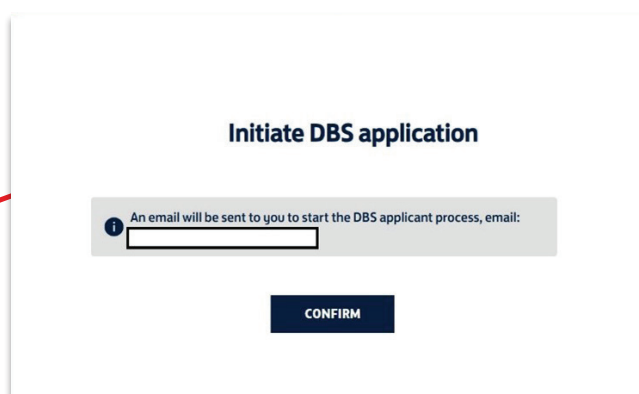 Initiate DBS application
An email will be sent to you to start the DBS applicant process, email:
CONFIRM